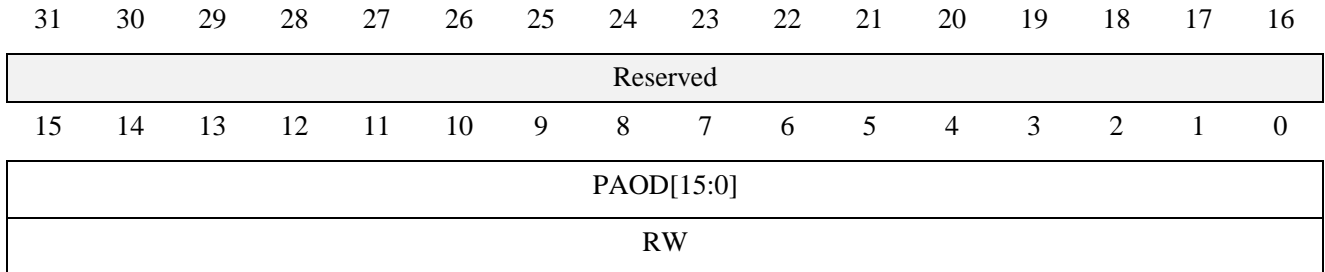 31 30 29 28 27 26 25 24 23 22 21 20 19 18 17 16
Reserved
15 14 13 12 11 10 9 8 7 6 5 4 3 2 1 0
PAOD[15:0]
RW